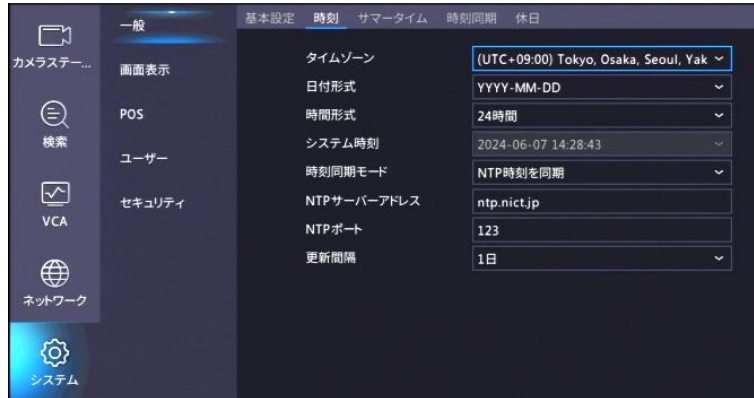 カメラステー...
検索
VCA
ネットワーク
システム
一般
画面表示
POS
ユーザー
セキュリティ
基本設定 時刻 サマータイム 時刻同期 休日
タイムゾーン (UTC+09:00) Tokyo, Osaka, Seoul, Yak
日付形式 YYYY-MM-DD
時間形式 24時間
システム時刻 2024-06-07 14:28:43
時刻同期モード NTP時刻を同期
NTPサーバーアドレス ntp.nict.jp
NTPポート 123
更新間隔 1日